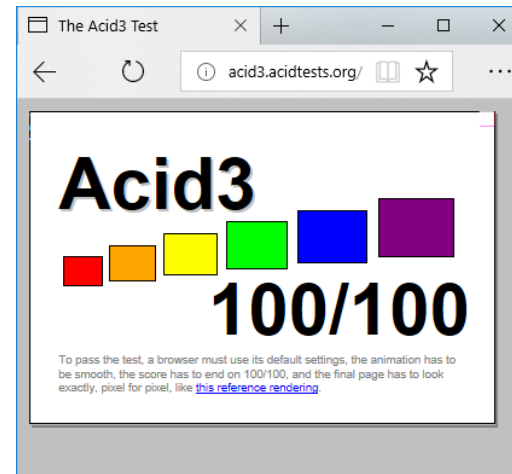 The Acid3 Test
acid3.acidtests.org/
Acid3
100/100
To pass the test, a browser must use its default settings, the animation has to
be smooth, the score has to end on 100/100, and the final page has to look
exactly, pixel for pixel, like this reference rendering.